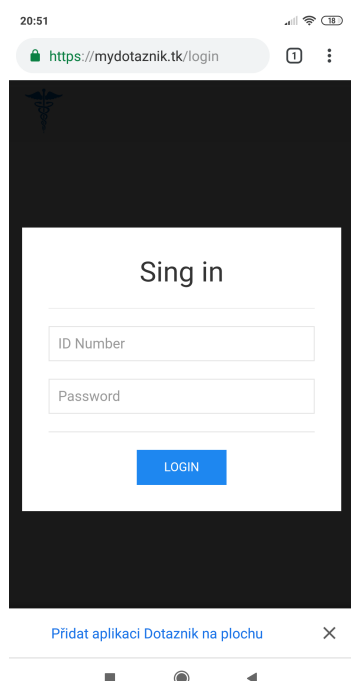 20:51
18
https://mydotaznik.tk/login
1
Sing in
ID Number
Password
LOGIN
Přidat aplikaci Dotaznik na plochu